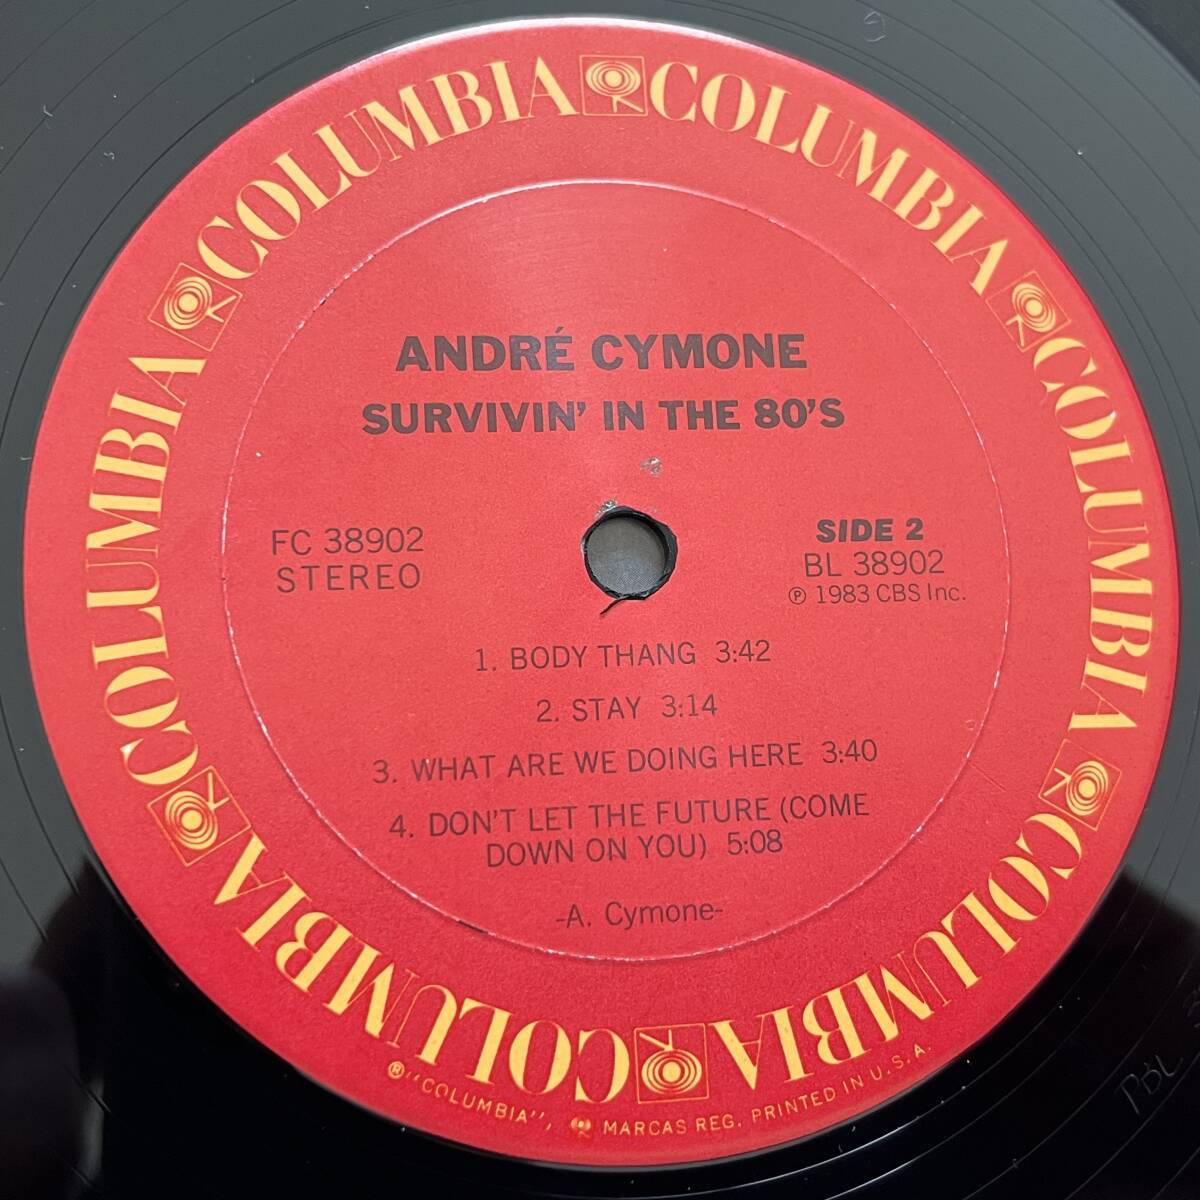 COLUMBIA COLUMBIA COLUMBIA COLUMBIA COLUMBIA COLUMBIA
ANDRÉ CYMONE
SURVIVIN' IN THE 80'S
FC 38902
STEREO
SIDE 2
BL 38902
℗ 1983 CBS Inc.
1. BODY THANG 3:42
2. STAY 3:14
3. WHAT ARE WE DOING HERE 3:40
4. DON'T LET THE FUTURE (COME
DOWN ON YOU) 5:08
-A. Cymone-
®"COLUMBIA", MARCAS REG. PRINTED IN U.S.A.